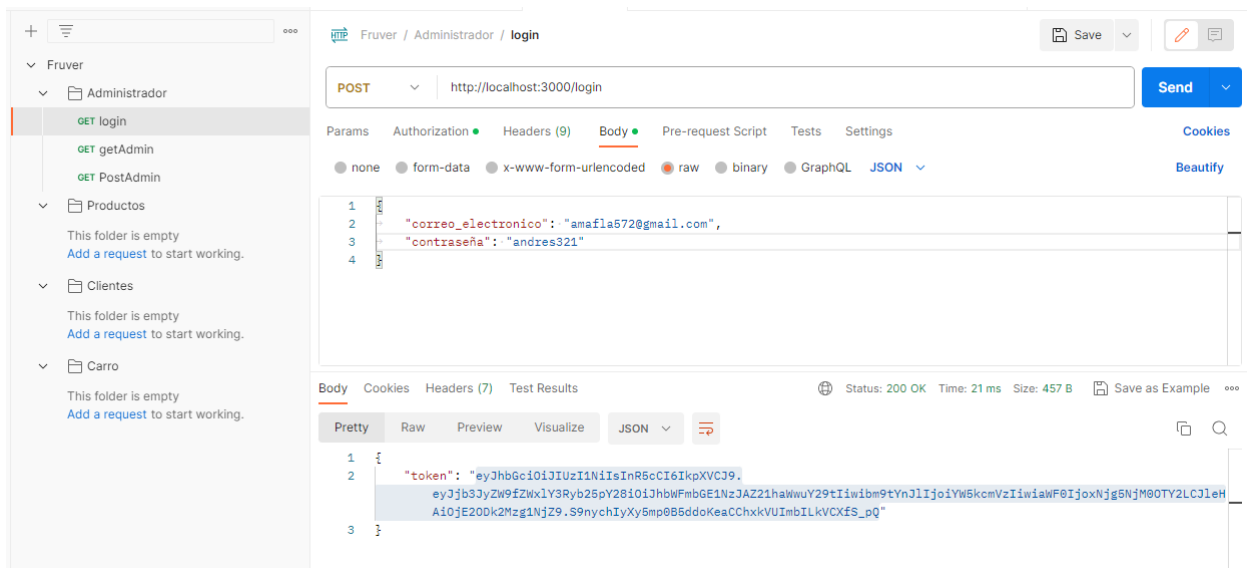 Fruver / Administrador / login
Save
Fruver
Administrador
GET login
GET getAdmin
GET PostAdmin
Productos
This folder is empty
Add a request to start working.
Clientes
This folder is empty
Add a request to start working.
Carro
This folder is empty
Add a request to start working.
POST
http://localhost:3000/login
Send
Params Authorization Headers (9) Body Pre-request Script Tests Settings Cookies
none form-data x-www-form-urlencoded raw binary GraphQL JSON Beautify
1 {
2 "correo_electronico": "amafla572@gmail.com",
3 "contraseña": "andres321"
4 }
Body Cookies Headers (7) Test Results Status: 200 OK Time: 21 ms Size: 457 B Save as Example
Pretty Raw Preview Visualize JSON
1 {
2 "token": "eyJhbGciOiJIUzI1NiIsInR5cCI6IkpXVCJ9.
eyJjb3JyZW9fZWxlY3Ryb25pY28iOiJhbWFmbGE1NzJAZ21haWwuY29tIiwibm9tYnJlIjoiYW5kcmVzIiwiaWF0IjoxNjg5NjM0OTY2LCJleH
AiOjE2ODk2Mzg1NjZ9.S9nychIyXy5mp0B5ddoKeaCChxkVUImbILkVCXfS_pQ"
3 }